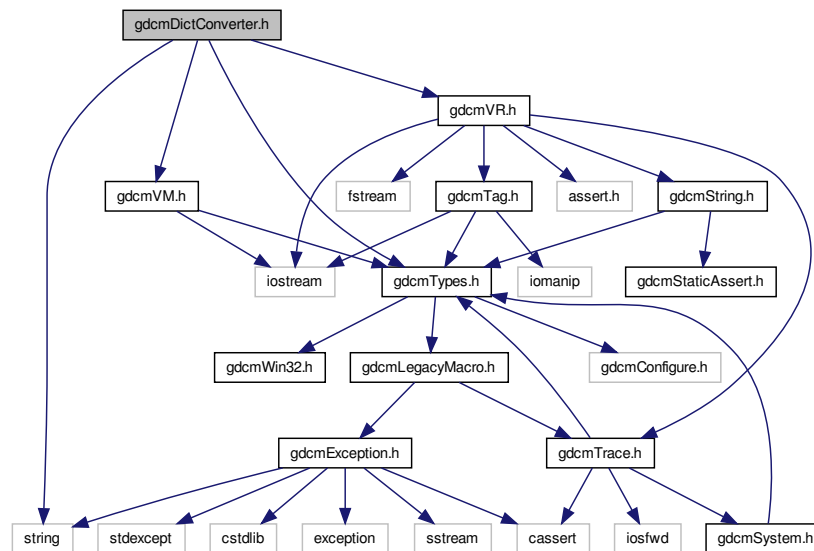 gdcmDictConverter.h
gdcmVR.h
gdcmVM.h
fstream
gdcmTag.h
assert.h
gdcmString.h
iostream
gdcmTypes.h
iomanip
gdcmStaticAssert.h
gdcmWin32.h
gdcmLegacyMacro.h
gdcmConfigure.h
gdcmException.h
gdcmTrace.h
string
stdexcept
cstdlib
exception
sstream
cassert
iosfwd
gdcmSystem.h